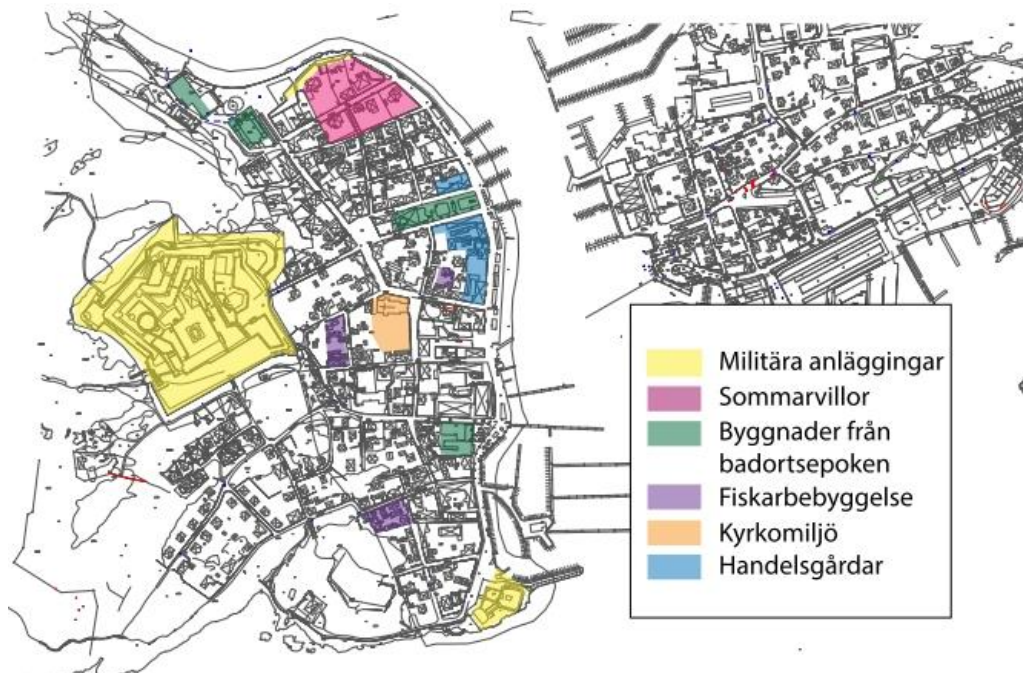 Militära anläggingar
Sommarvillor
Byggnader från
badortsepoken
Fiskarbebyggelse
Kyrkomiljö
Handelsgårdar